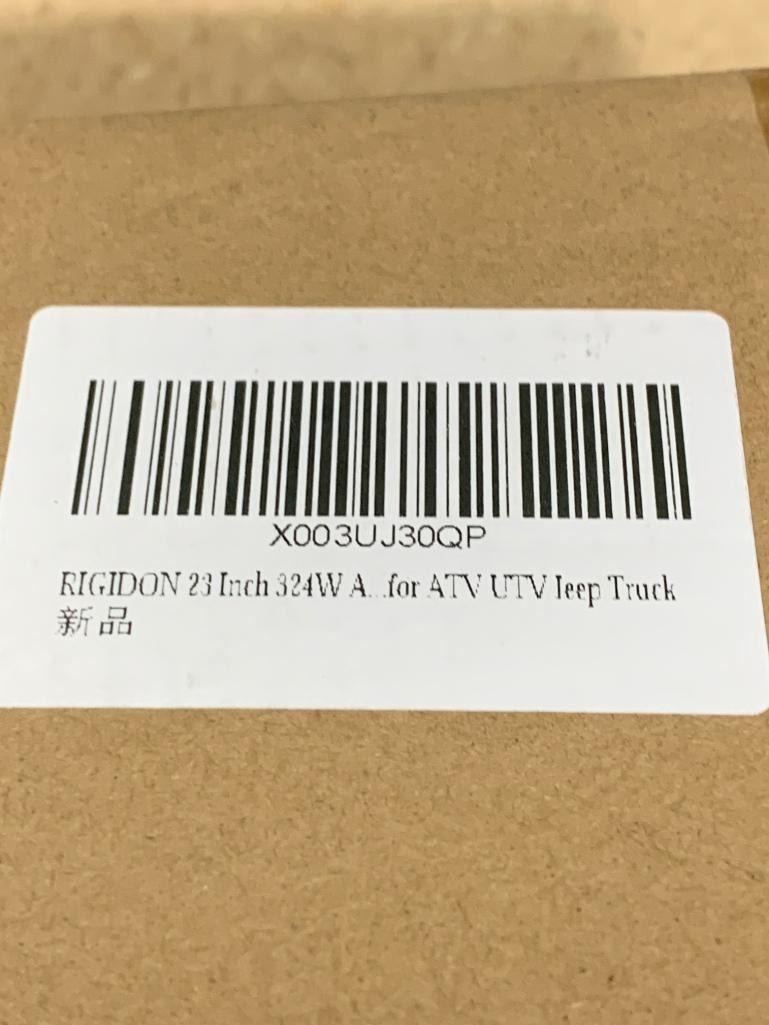 X003UJ30QP
RIGIDON 23 Inch 324W A...for ATV UTV Jeep Truck
新品